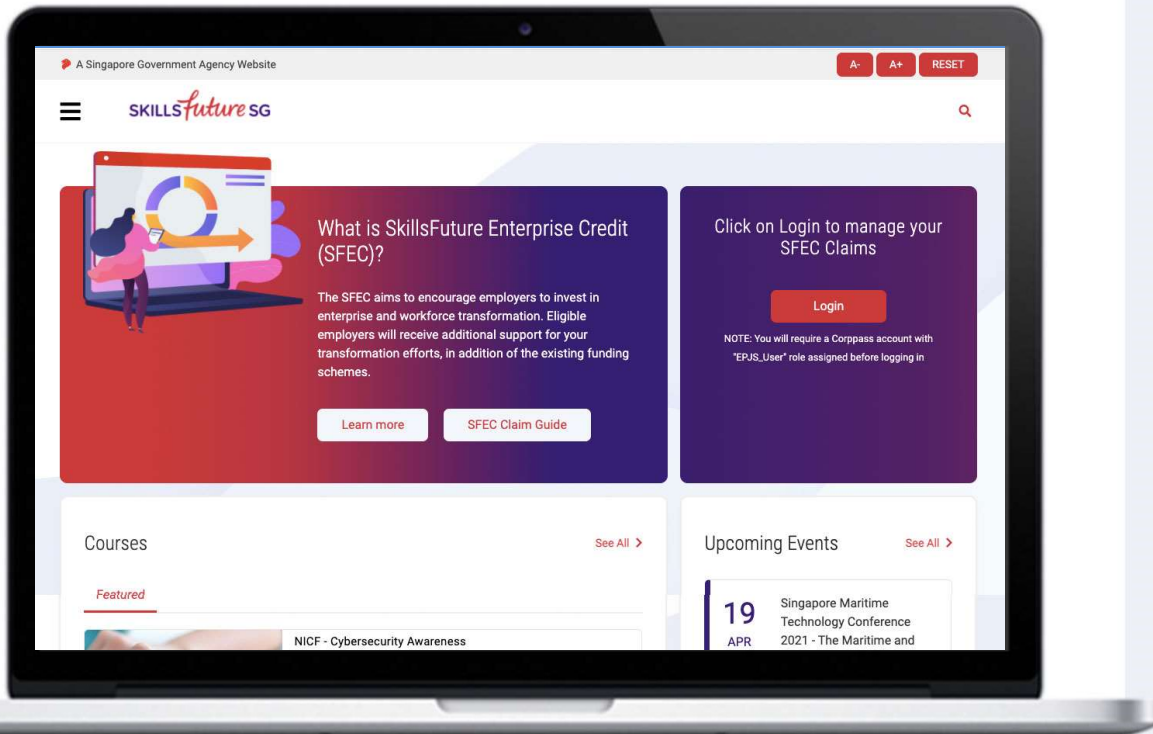 A Singapore Government Agency Website
A-
A+
RESET
SKILLSfuture SG
What is SkillsFuture Enterprise Credit
(SFEC)?
The SFEC aims to encourage employers to invest in
enterprise and workforce transformation. Eligible
employers will receive additional support for your
transformation efforts, in addition of the existing funding
schemes.
Learn more
SFEC Claim Guide
Click on Login to manage your
SFEC Claims
Login
NOTE: You will require a Corppass account with
"EPJS_User" role assigned before logging in
Courses
See All
Featured
NICF - Cybersecurity Awareness
Upcoming Events
See All
19
APR
Singapore Maritime
Technology Conference
2021 - The Maritime and